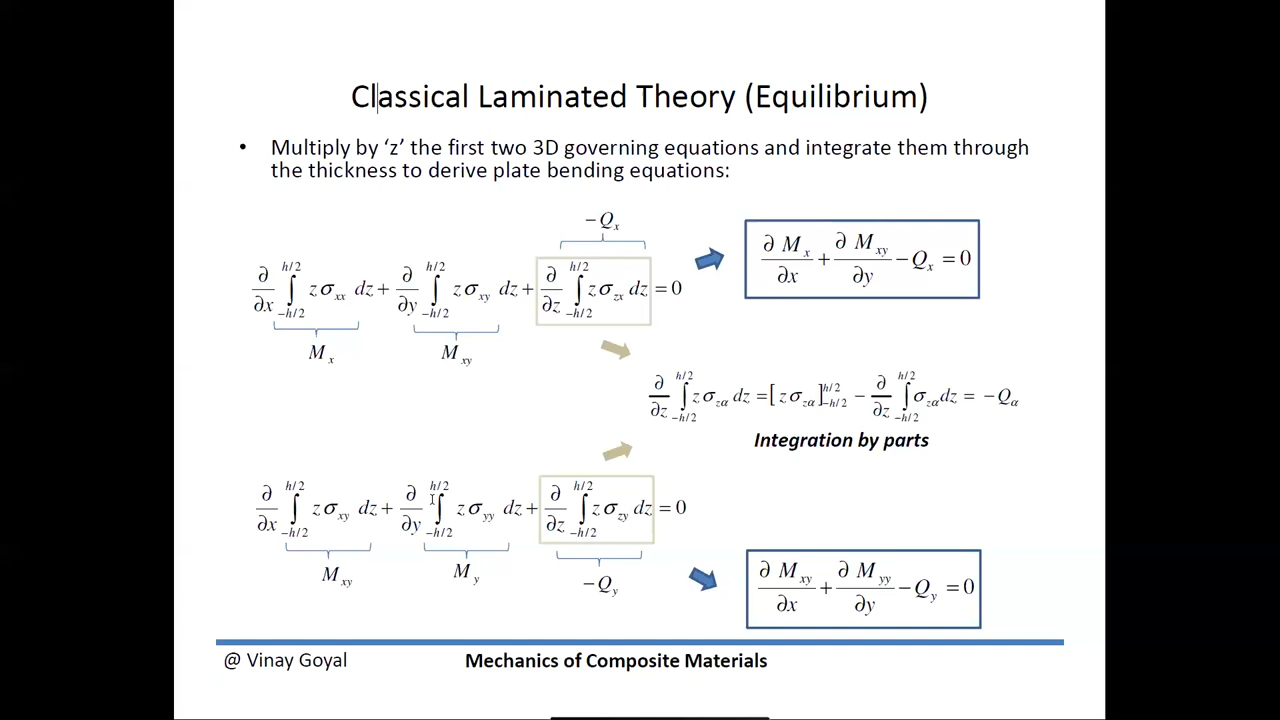 Classical Laminated Theory (Equilibrium)
• Multiply by ‘z’ the first two 3D governing equations and integrate them through
the thickness to derive plate bending equations:
−Q_x
∂/∂x ∫_{−h/2}^{h/2} zσ_xx dz + ∂/∂y ∫_{−h/2}^{h/2} zσ_xy dz + ∂/∂z ∫_{−h/2}^{h/2} zσ_zx dz = 0
∂M_x/∂x + ∂M_xy/∂y − Q_x = 0
M_x M_xy
∂/∂z ∫_{−h/2}^{h/2} zσ_zα dz = [zσ_zα]_{−h/2}^{h/2} − ∂/∂z ∫_{−h/2}^{h/2} σ_zα dz = −Q_α
Integration by parts
∂/∂x ∫_{−h/2}^{h/2} zσ_xy dz + ∂/∂y ∫_{−h/2}^{h/2} zσ_yy dz + ∂/∂z ∫_{−h/2}^{h/2} zσ_zy dz = 0
M_xy M_y −Q_y
∂M_xy/∂x + ∂M_yy/∂y − Q_y = 0
@ Vinay Goyal Mechanics of Composite Materials